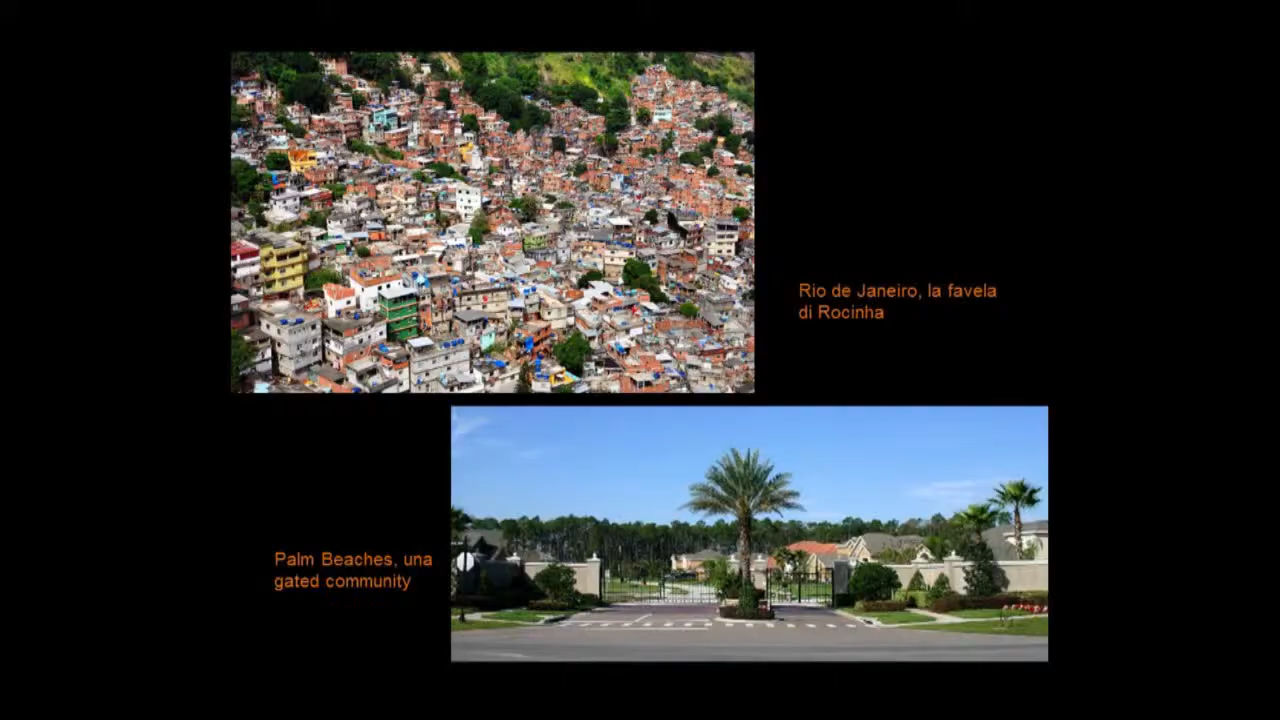 Rio de Janeiro, la favela
di Rocinha
Palm Beaches, una
gated community